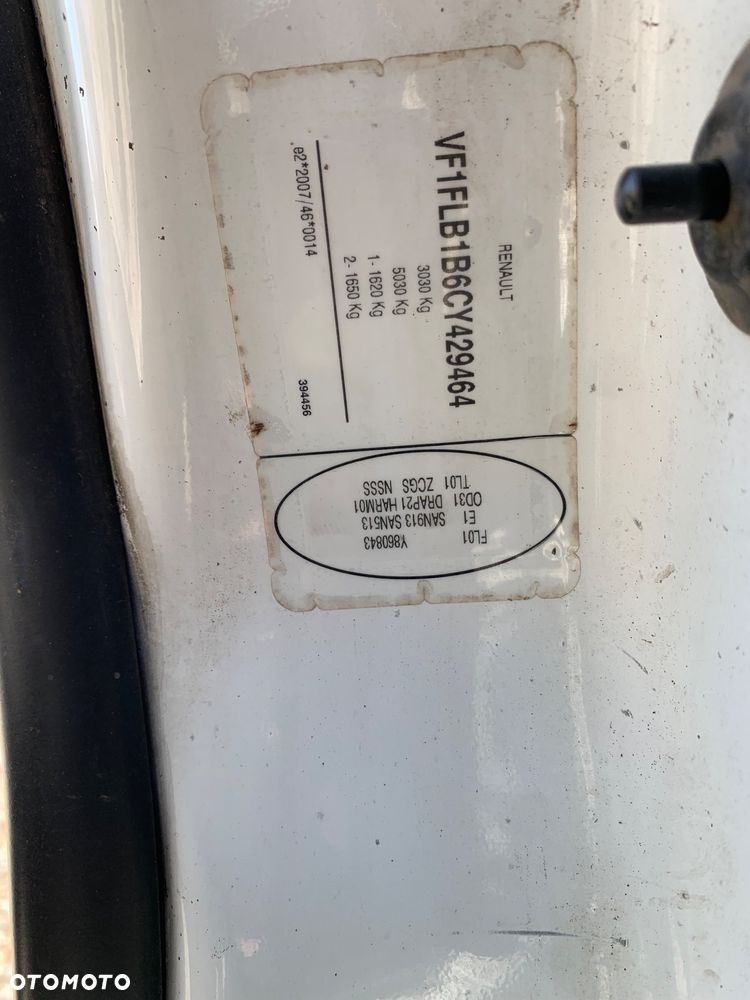 RENAULT
VF1FLB1B6CY429464
3030 Kg
5030 Kg
1- 1620 Kg
2- 1650 Kg
e2*2007/46*0014
394456
FL01 Y860843
E1 SAN913 SAN513
OD31 DRAP21 HARM01
TL01 ZCGS NSSS
OTOMOTO